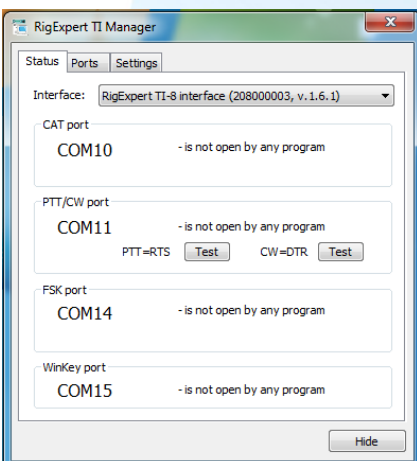 RigExpert TI Manager
Status Ports Settings
Interface: RigExpert TI-8 interface (208000003, v.1.6.1)
CAT port
COM10 - is not open by any program
PTT/CW port
COM11 - is not open by any program
PTT=RTS Test CW=DTR Test
FSK port
COM14 - is not open by any program
WinKey port
COM15 - is not open by any program
Hide